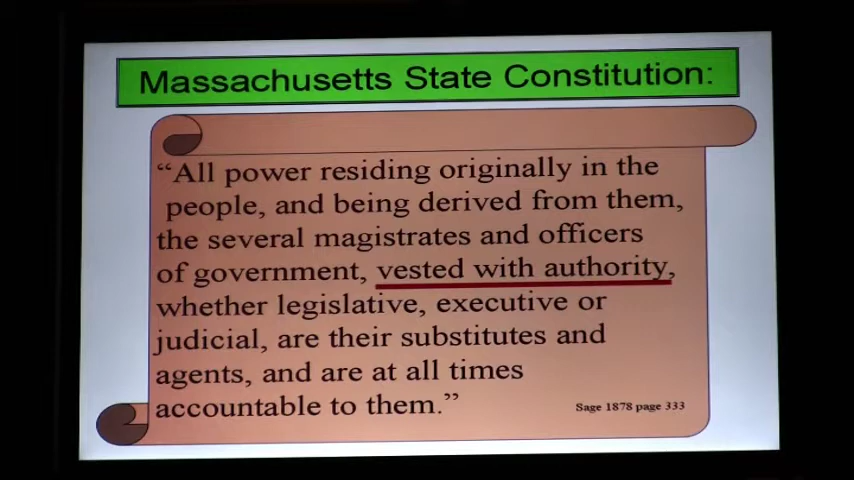 Massachusetts State Constitution:
“All power residing originally in the
people, and being derived from them,
the several magistrates and officers
of government, vested with authority,
whether legislative, executive or
judicial, are their substitutes and
agents, and are at all times
accountable to them.”
Sage 1878 page 333